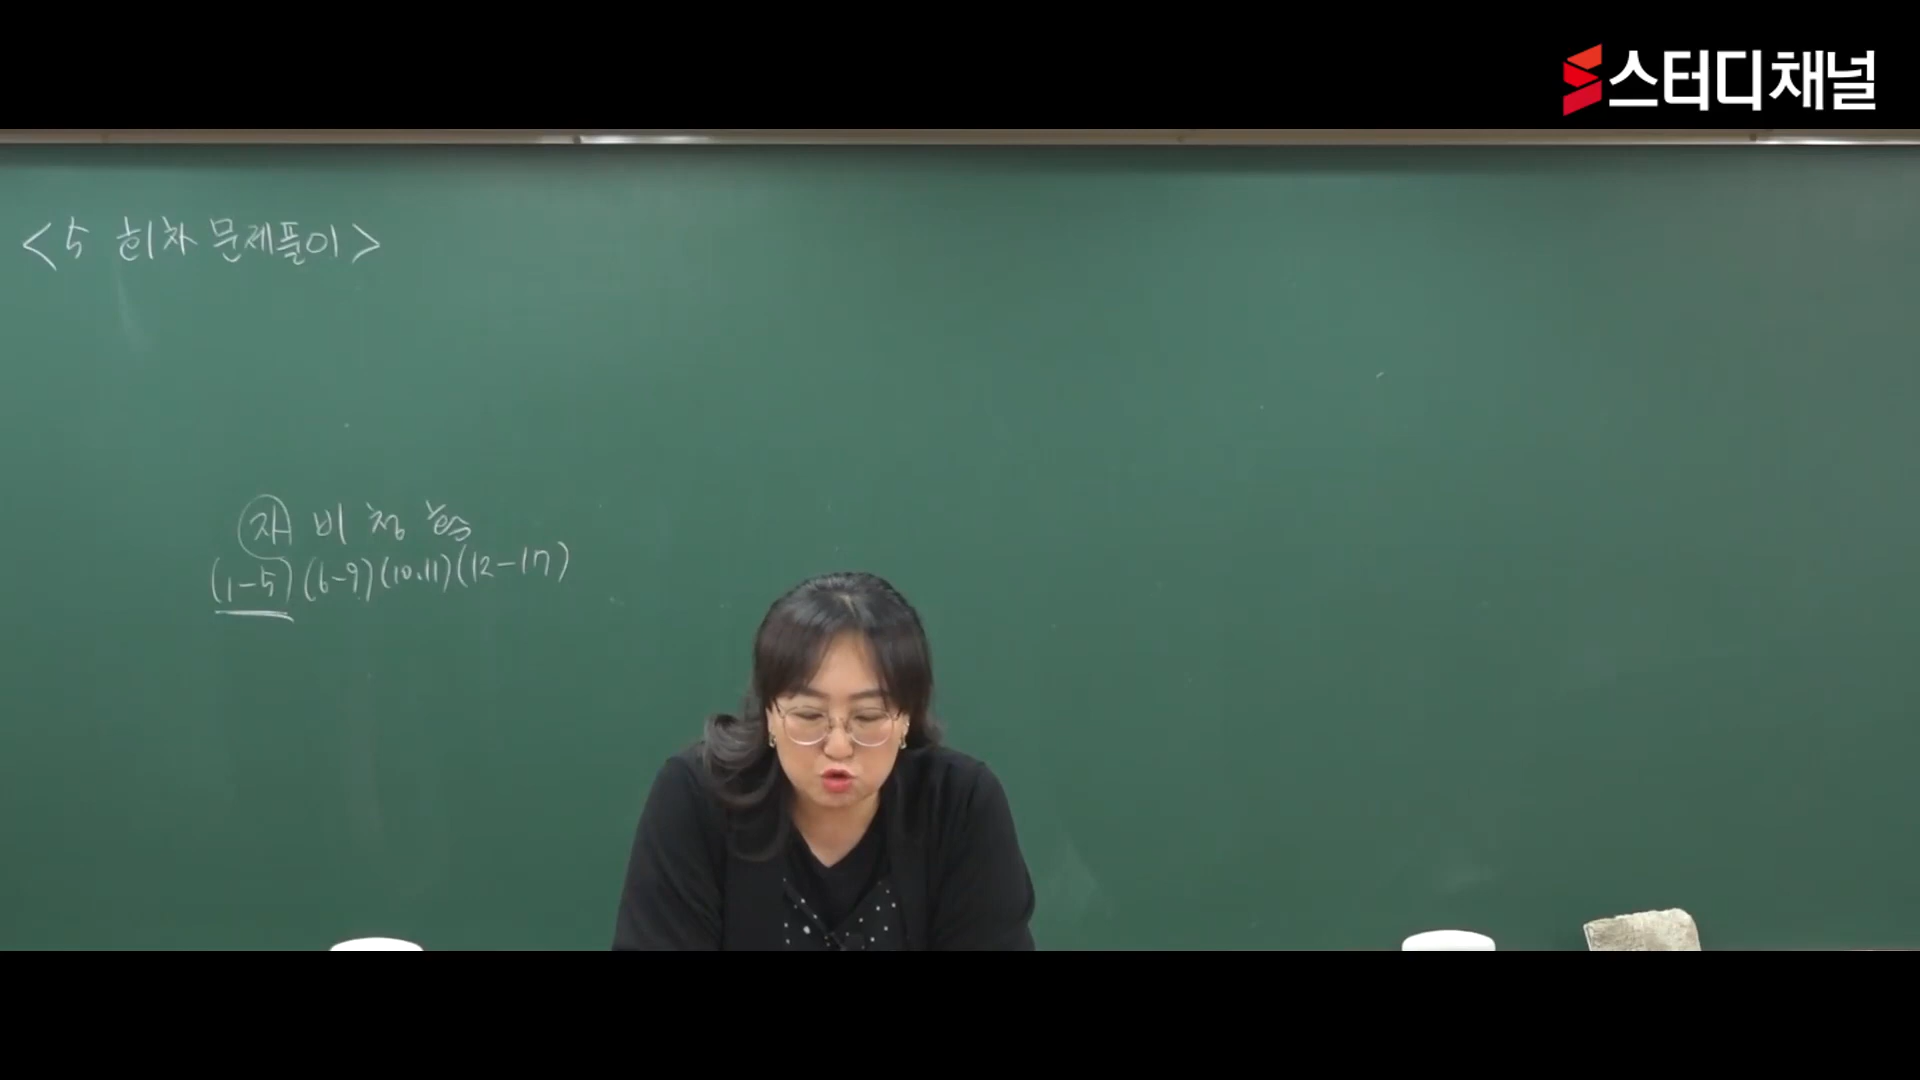 스터디채널
<5 회차 문제풀이>
자 비 청 학
(1-5) (6-9) (10.11) (12-17)